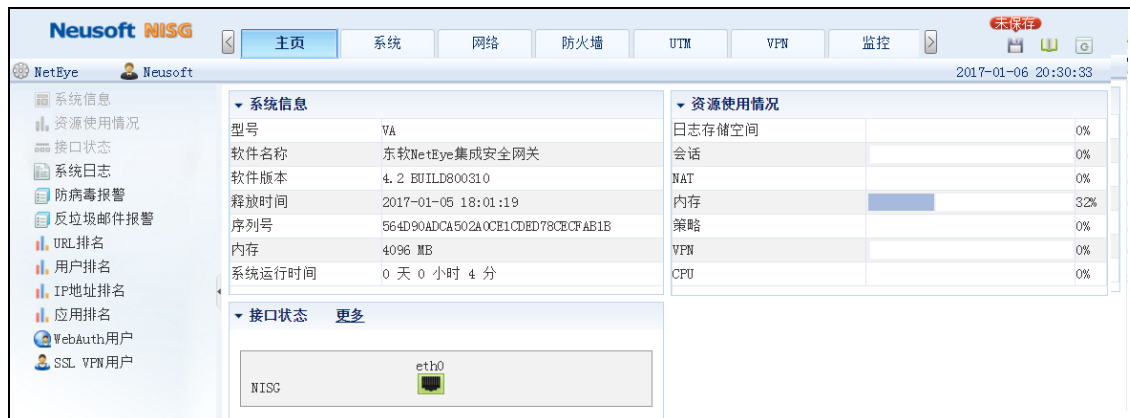 Neusoft NISG
主页 系统 网络 防火墙 UTM VPN 监控
未保存
NetEye Neusoft 2017-01-06 20:30:33
系统信息
资源使用情况
接口状态
系统日志
防病毒报警
反垃圾邮件报警
URL排名
用户排名
IP地址排名
应用排名
WebAuth用户
SSL VPN用户
系统信息
型号 VA
软件名称 东软NetEye集成安全网关
软件版本 4.2 BUILD800310
释放时间 2017-01-05 18:01:19
序列号 564D90ADCA502A0CE1CDED78CECFAB1B
内存 4096 MB
系统运行时间 0 天 0 小时 4 分
资源使用情况
日志存储空间 0%
会话 0%
NAT 0%
内存 32%
策略 0%
VPN 0%
CPU 0%
接口状态 更多
eth0
NISG